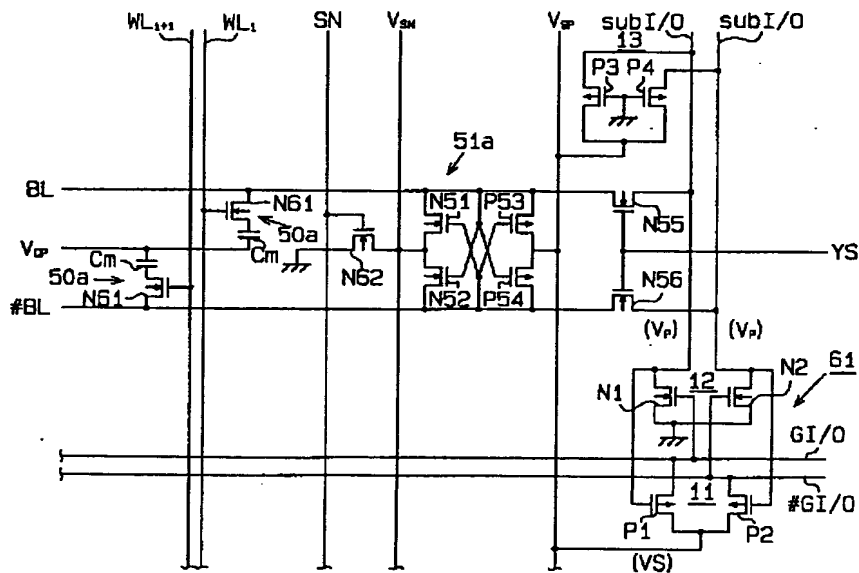 WLi+1 WLi SN VSN VSP subI/O subI/O
13
P3 P4
51a
BL
N61 N51 P53
50a N55
VCP Cm YS
Cm
50a N62 N56
N61 N52 P54
#BL
(VP) (VP)
61
12 N2
N1
GI/O
11
#GI/O
P1 P2
(VS)